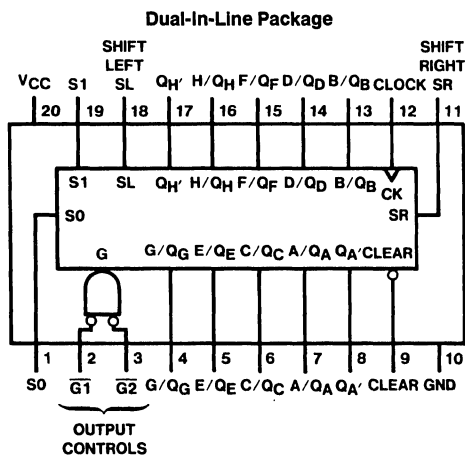 Dual-In-Line Package
SHIFT LEFT
SHIFT RIGHT
VCC S1 SL QH' H/QH F/QF D/QD B/QB CLOCK SR
20 19 18 17 16 15 14 13 12 11
S1 SL QH' H/QH F/QF D/QD B/QB CK
S0 SR
G G/QG E/QE C/QC A/QA QA' CLEAR
1 2 3 4 5 6 7 8 9 10
S0 G̅1̅ G̅2̅ G/QG E/QE C/QC A/QA QA' CLEAR GND
OUTPUT
CONTROLS